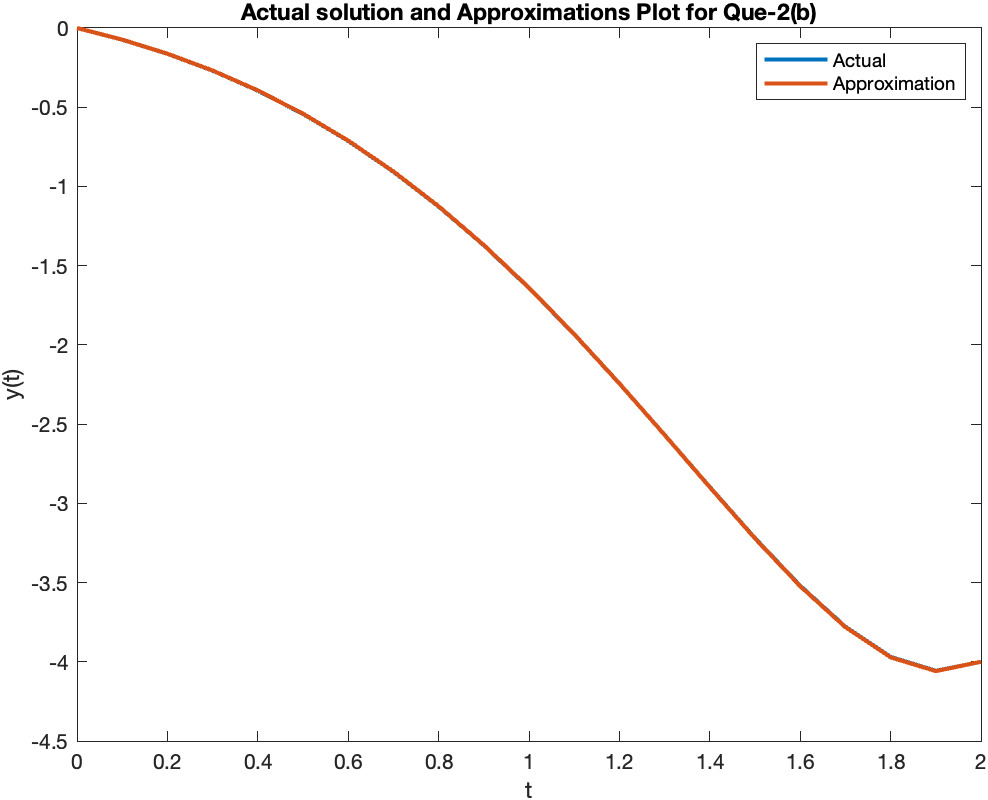 Actual solution and Approximations Plot for Que-2(b)
Actual
Approximation
0
-0.5
-1
-1.5
-2
-2.5
-3
-3.5
-4
-4.5
y(t)
0 0.2 0.4 0.6 0.8 1 1.2 1.4 1.6 1.8 2
t